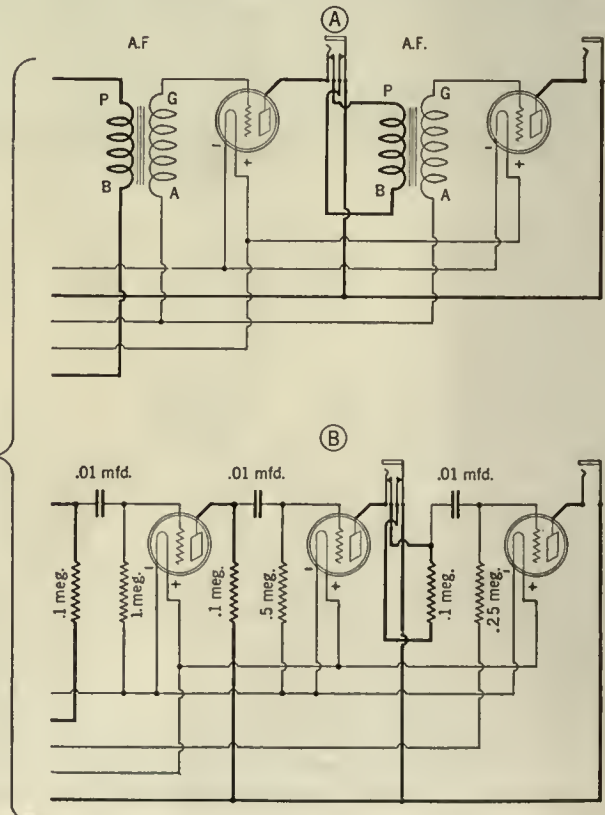 A
A.F
A.F.
P
G
P
G
- +
- +
B
A
B
A
B
.01 mfd.
.01 mfd.
.01 mfd.
- +
- +
- +
.1 meg.
1. meg.
.1 meg.
.5 meg.
.1 meg.
.25 meg.